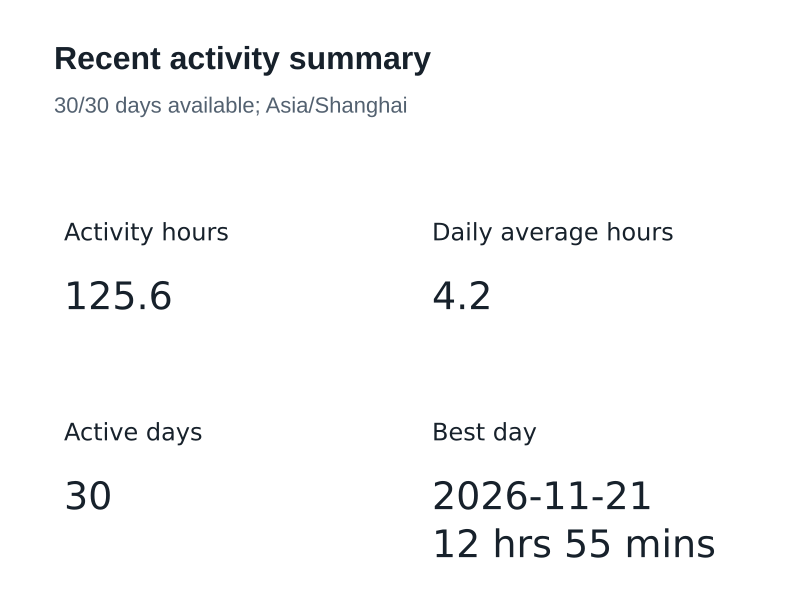 Recent activity summary
30/30 days available; Asia/Shanghai
Activity hours
125.6
Daily average hours
4.2
Active days
30
Best day
2026-11-21
12 hrs 55 mins